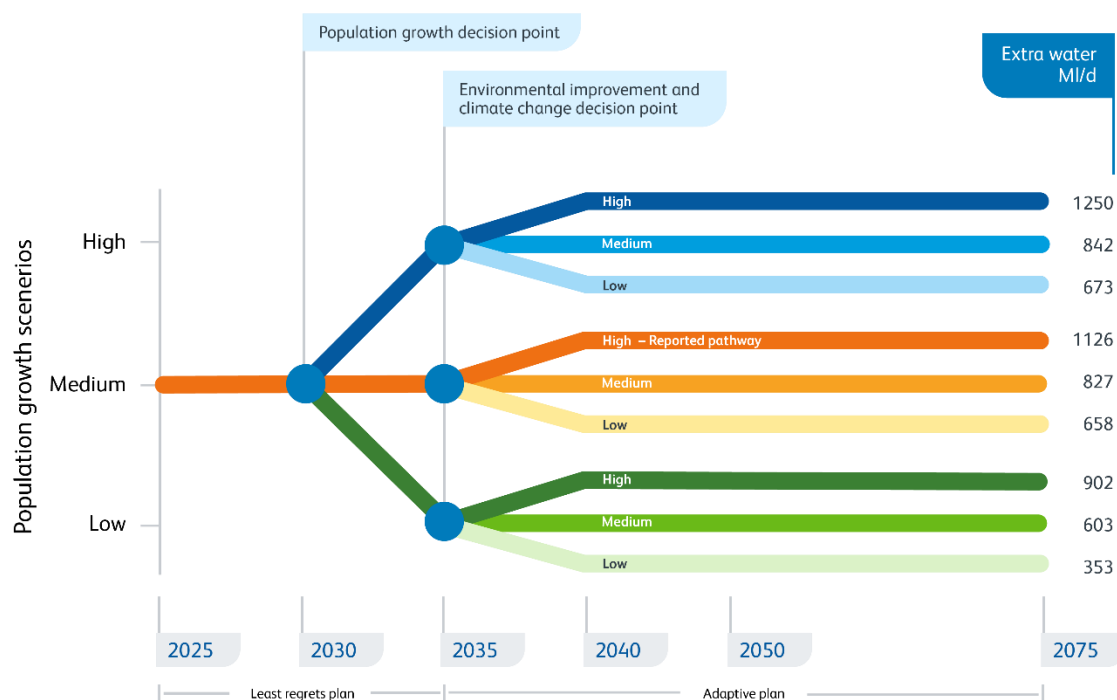 Population growth decision point
Environmental improvement and
climate change decision point
Extra water
Ml/d
Population growth scenerios
High
High
1250
Medium
842
Low
673
Medium
High – Reported pathway
1126
Medium
827
Low
658
Low
High
902
Medium
603
Low
353
2025
2030
2035
2040
2050
2075
Least regrets plan
Adaptive plan